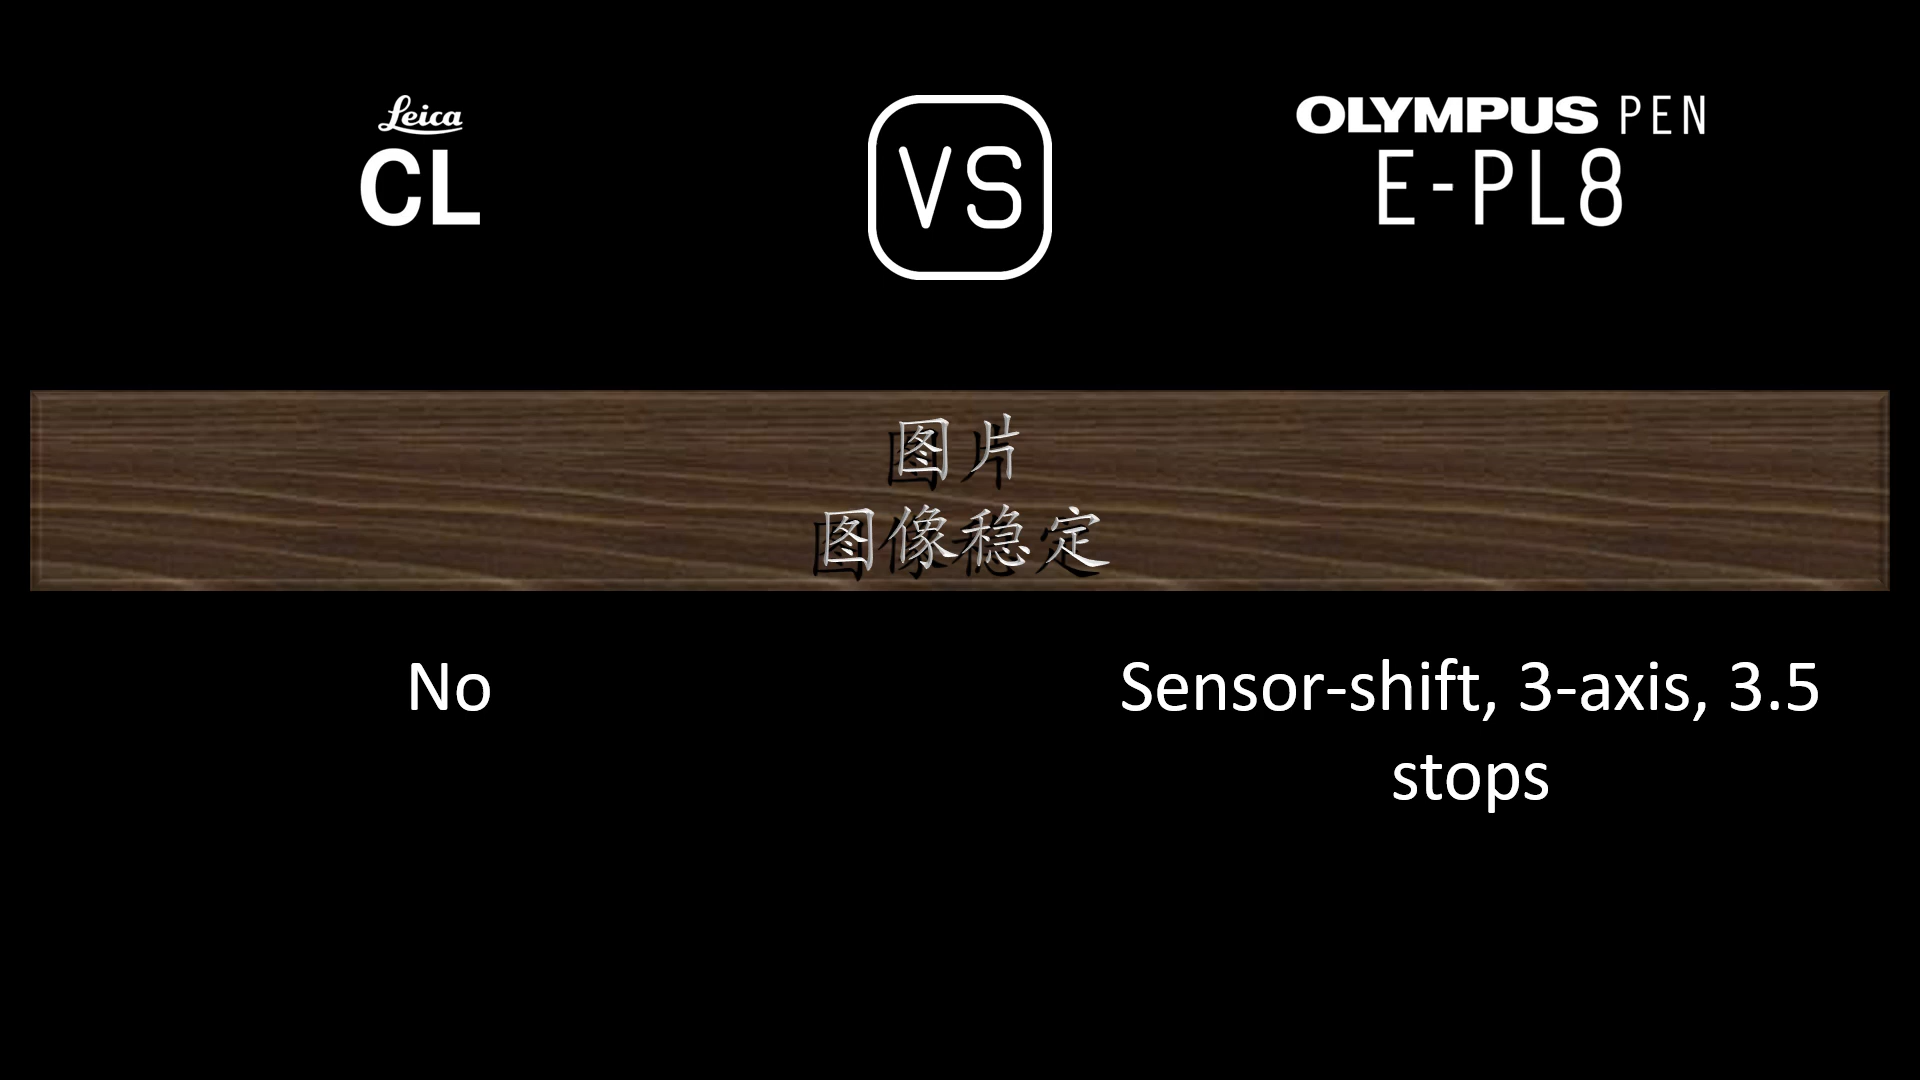 Leica
CL
VS
OLYMPUS PEN
E-PL8
图片
图像稳定
No
Sensor-shift, 3-axis, 3.5
stops